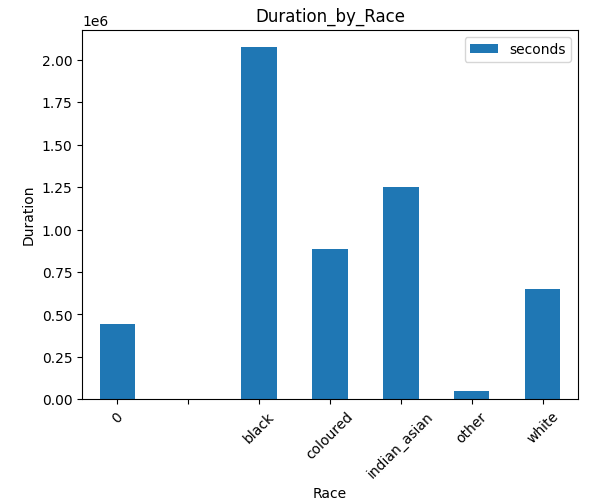 Duration_by_Race
1e6
seconds
2.00
1.75
1.50
1.25
1.00
0.75
0.50
0.25
0.00
Duration
0
black
coloured
indian_asian
other
white
Race